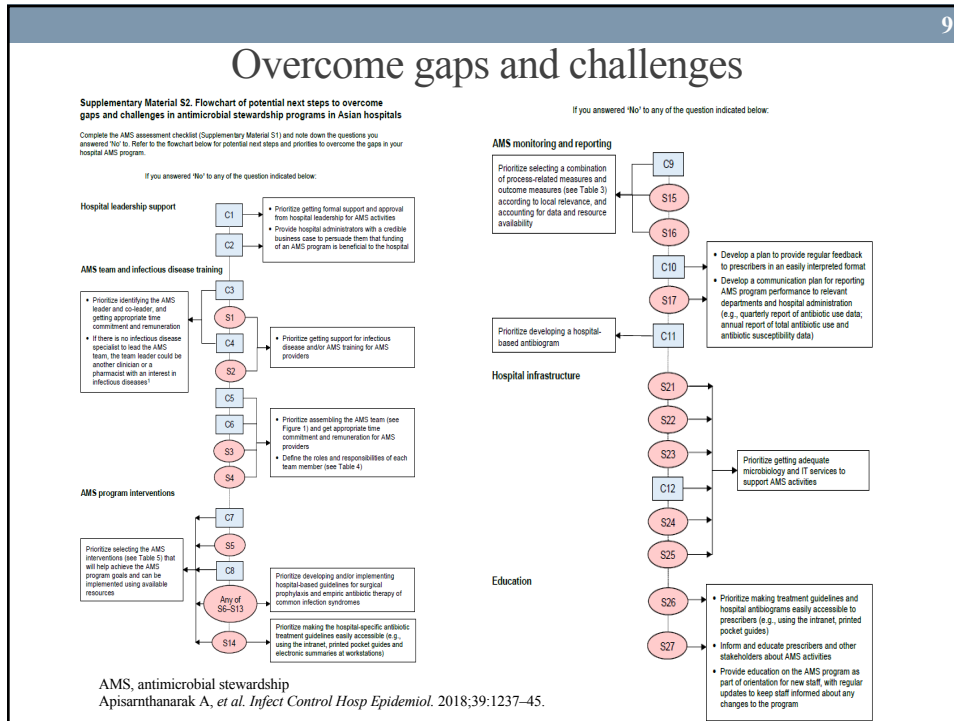 9
Overcome gaps and challenges
Supplementary Material S2. Flowchart of potential next steps to overcome
gaps and challenges in antimicrobial stewardship programs in Asian hospitals
Complete the AMS assessment checklist (Supplementary Material S1) and note down the questions you
answered 'No' to. Refer to the flowchart below for potential next steps and priorities to overcome the gaps in your
hospital AMS program.
If you answered 'No' to any of the question indicated below:
Hospital leadership support
C1
C2
• Prioritize getting formal support and approval
from hospital leadership for AMS activities
• Provide hospital administrators with a credible
business case to persuade them that funding
of an AMS program is beneficial to the hospital
AMS team and infectious disease training
• Prioritize identifying the AMS
leader and co-leader, and
getting appropriate time
commitment and remuneration
• If there is no infectious disease
specialist to lead the AMS
team, the team leader could be
another clinician or a
pharmacist with an interest in
infectious diseases
C3
S1
C4
S2
• Prioritize getting support for infectious
disease and/or AMS training for AMS
providers
C5
C6
S3
S4
• Prioritize assembling the AMS team (see
Figure 1) and get appropriate time
commitment and remuneration for AMS
providers
• Define the roles and responsibilities of each
team member (see Table 4)
AMS program interventions
Prioritize selecting the AMS
interventions (see Table 5) that
will help achieve the AMS
program goals and can be
implemented using available
resources
C7
S5
C8
Any of
S6–S13
S14
Prioritize developing and/or implementing
hospital-based guidelines for surgical
prophylaxis and empiric antibiotic therapy of
common infection syndromes
Prioritize making the hospital-specific antibiotic
treatment guidelines easily accessible (e.g.,
using the intranet, printed pocket guides and
electronic summaries at workstations)
If you answered 'No' to any of the question indicated below:
AMS monitoring and reporting
Prioritize selecting a combination
of process-related measures and
outcome measures (see Table 3)
according to local relevance, and
accounting for data and resource
availability
C9
S15
S16
C10
S17
• Develop a plan to provide regular feedback
to prescribers in an easily interpreted format
• Develop a communication plan for reporting
AMS program performance to relevant
departments and hospital administration
(e.g., quarterly report of antibiotic use data;
annual report of total antibiotic use and
antibiotic susceptibility data)
Prioritize developing a hospital-
based antibiogram
C11
Hospital infrastructure
S21
S22
S23
C12
S24
S25
Prioritize getting adequate
microbiology and IT services to
support AMS activities
Education
S26
S27
• Prioritize making treatment guidelines and
hospital antibiograms easily accessible to
prescribers (e.g., using the intranet, printed
pocket guides)
• Inform and educate prescribers and other
stakeholders about AMS activities
• Provide education on the AMS program as
part of orientation for new staff, with regular
updates to keep staff informed about any
changes to the program
AMS, antimicrobial stewardship
Apisarnthanarak A, et al. Infect Control Hosp Epidemiol. 2018;39:1237–45.